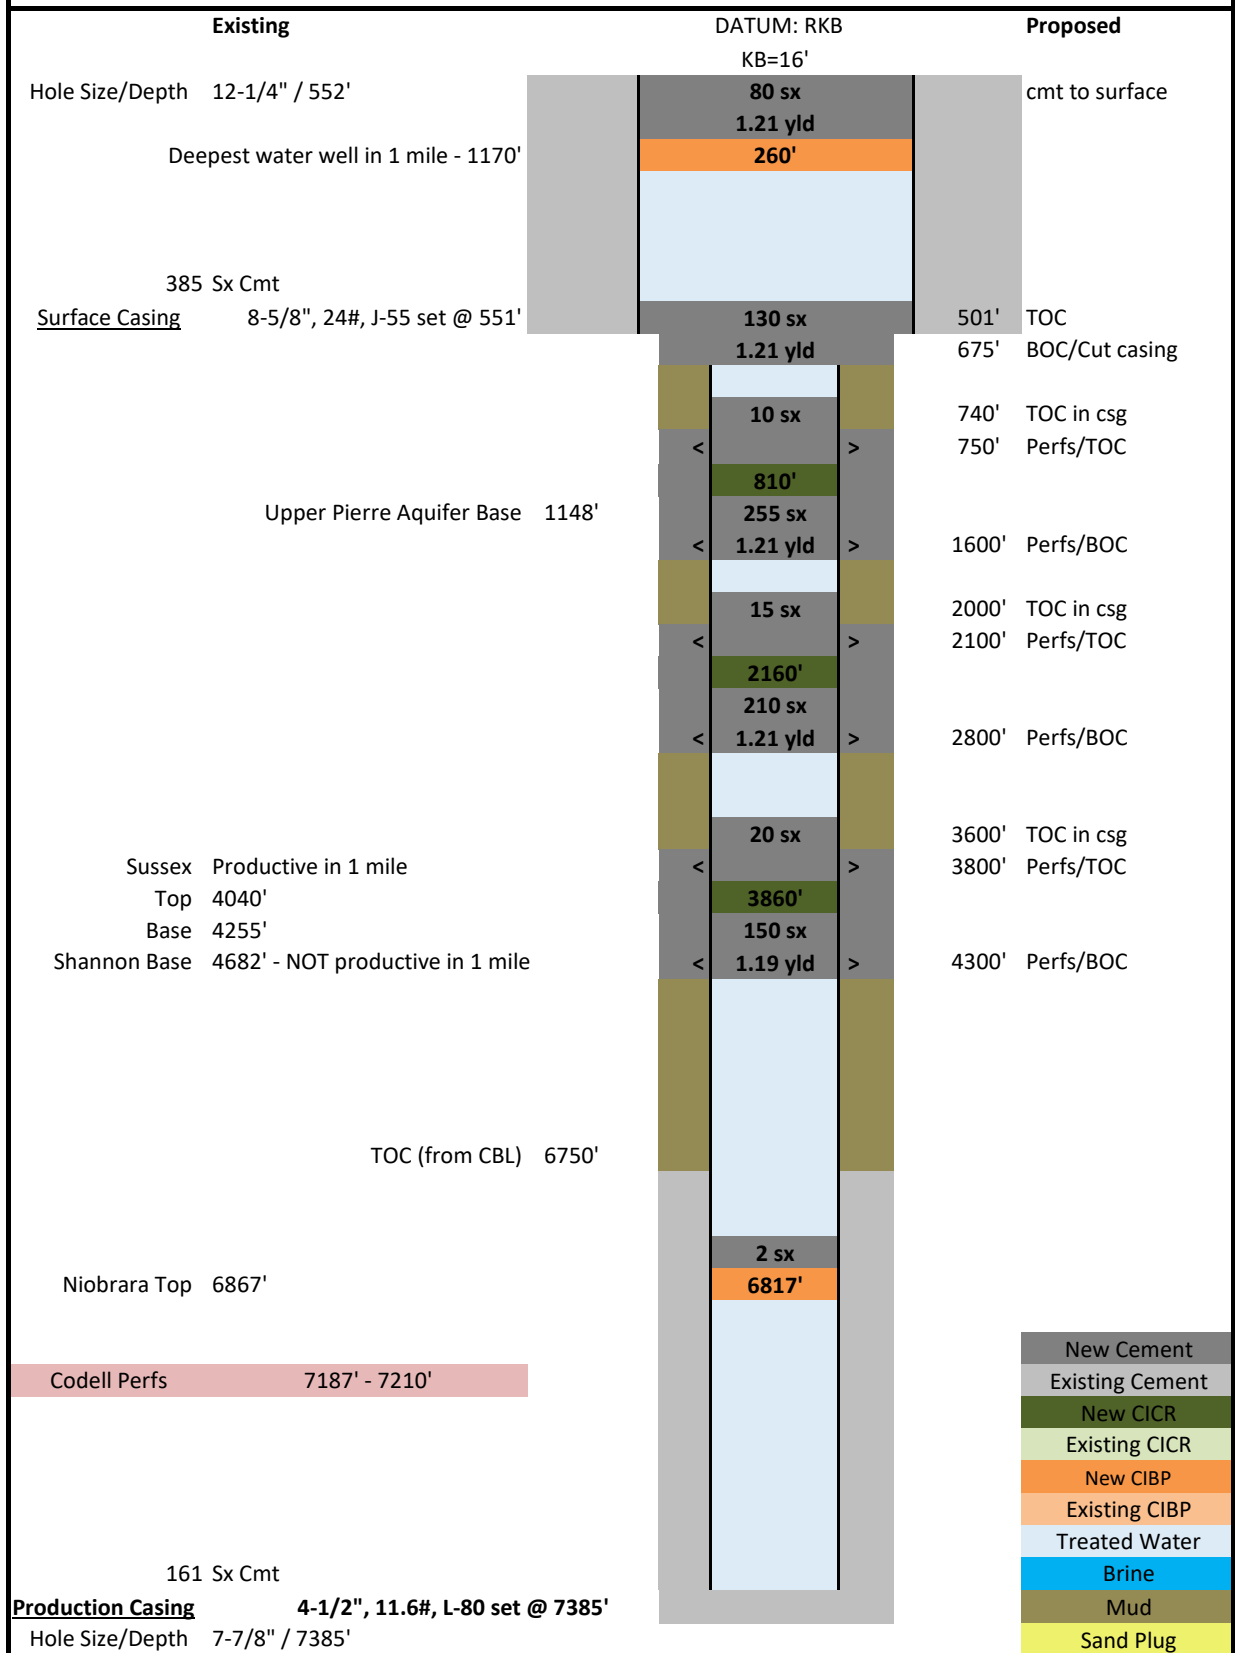 Existing DATUM: RKB Proposed
KB=16'
Hole Size/Depth 12-1/4" / 552' 80 sx cmt to surface
1.21 yld
Deepest water well in 1 mile - 1170' 260'
385 Sx Cmt
Surface Casing 8-5/8", 24#, J-55 set @ 551' 130 sx 501' TOC
1.21 yld 675' BOC/Cut casing
10 sx 740' TOC in csg
< > 750' Perfs/TOC
810'
Upper Pierre Aquifer Base 1148' 255 sx
< 1.21 yld > 1600' Perfs/BOC
15 sx 2000' TOC in csg
< > 2100' Perfs/TOC
2160'
210 sx
< 1.21 yld > 2800' Perfs/BOC
20 sx 3600' TOC in csg
Sussex Productive in 1 mile < > 3800' Perfs/TOC
Top 4040' 3860'
Base 4255' 150 sx
Shannon Base 4682' - NOT productive in 1 mile < 1.19 yld > 4300' Perfs/BOC
TOC (from CBL) 6750'
2 sx
Niobrara Top 6867' 6817'
New Cement
Codell Perfs 7187' - 7210' Existing Cement
New CICR
Existing CICR
New CIBP
Existing CIBP
Treated Water
161 Sx Cmt Brine
Production Casing 4-1/2", 11.6#, L-80 set @ 7385' Mud
Hole Size/Depth 7-7/8" / 7385' Sand Plug